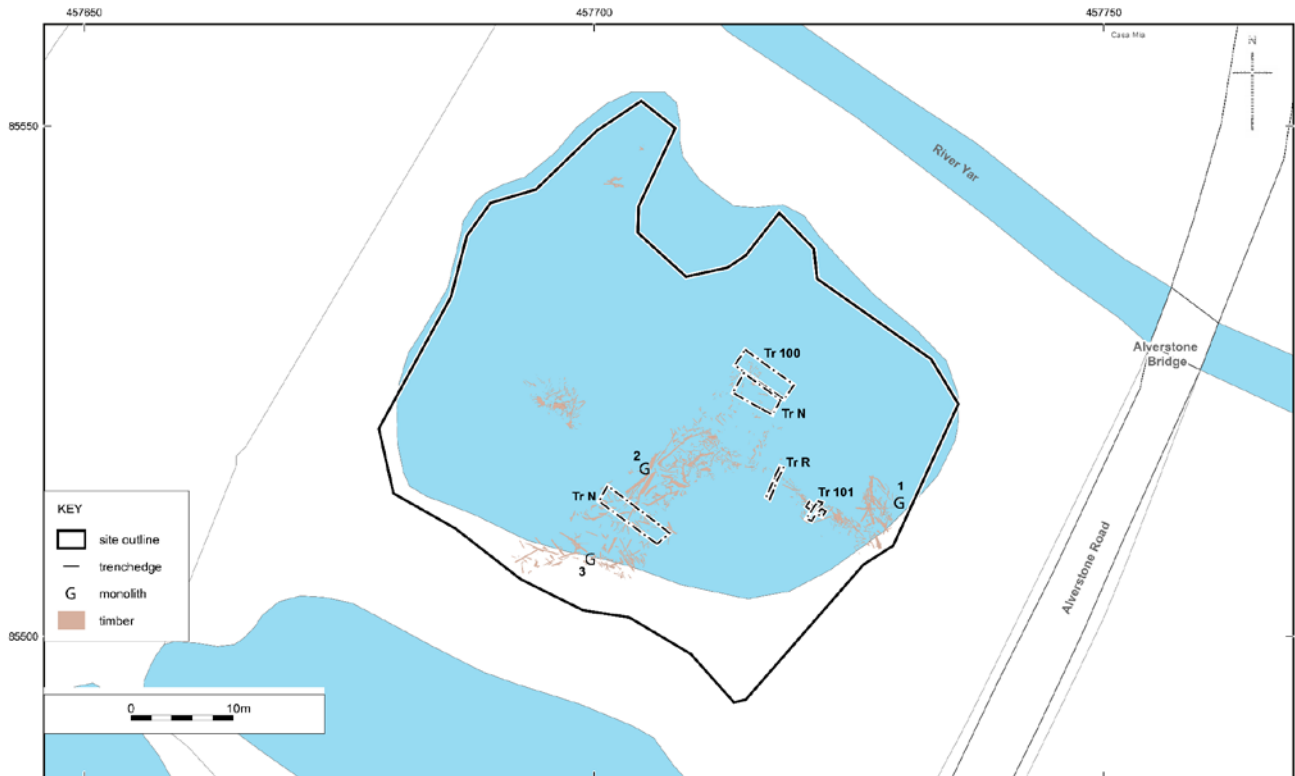 457650
457700
457750
Casa Mia
N
85550
River Yar
Alverstone
Bridge
Tr 100
Tr N
2
G
Tr R
1
G
Tr 101
Tr N
G
3
Alverstone Road
85500
KEY
site outline
trenchedge
G monolith
timber
0 10m